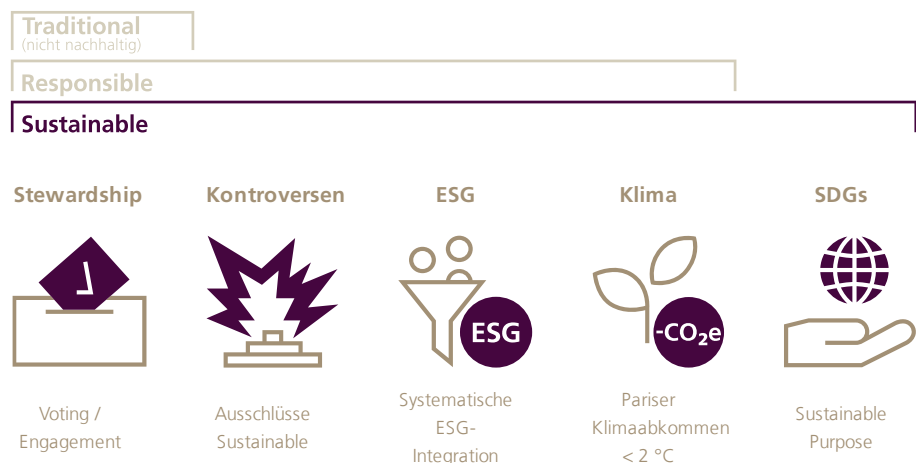 Traditional
(nicht nachhaltig)
Responsible
Sustainable
Stewardship
Kontroversen
ESG
Klima
SDGs
ESG
-CO₂e
Voting /
Engagement
Ausschlüsse
Sustainable
Systematische
ESG-
Integration
Pariser
Klimaabkommen
< 2 °C
Sustainable
Purpose